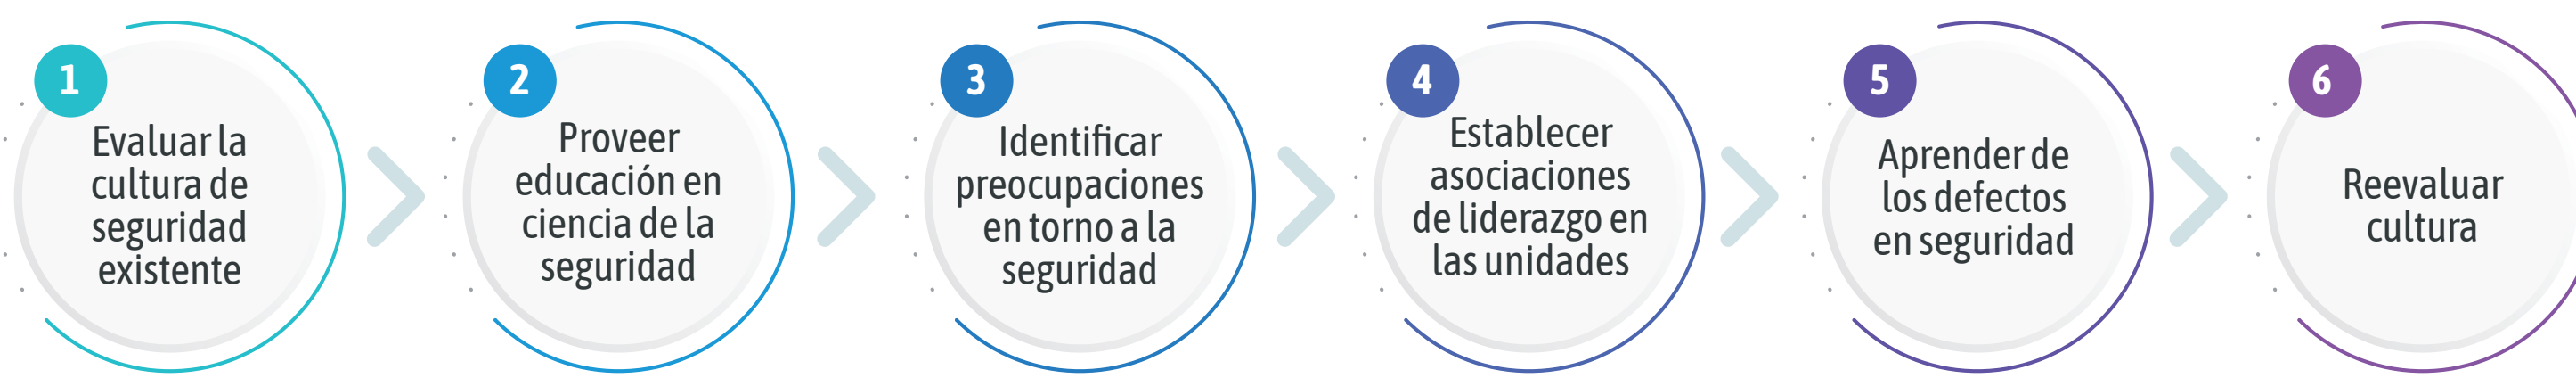 1
Evaluar la
cultura de
seguridad
existente
2
Proveer
educación en
ciencia de la
seguridad
3
Identificar
preocupaciones
en torno a la
seguridad
4
Establecer
asociaciones
de liderazgo en
las unidades
5
Aprender de
los defectos
en seguridad
6
Reevaluar
cultura